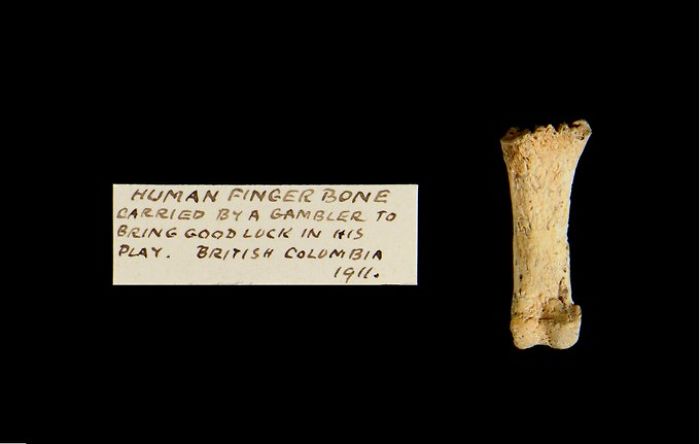 HUMAN FINGER BONE
CARRIED BY A GAMBLER TO
BRING GOOD LUCK IN HIS
PLAY. BRITISH COLUMBIA
1911.